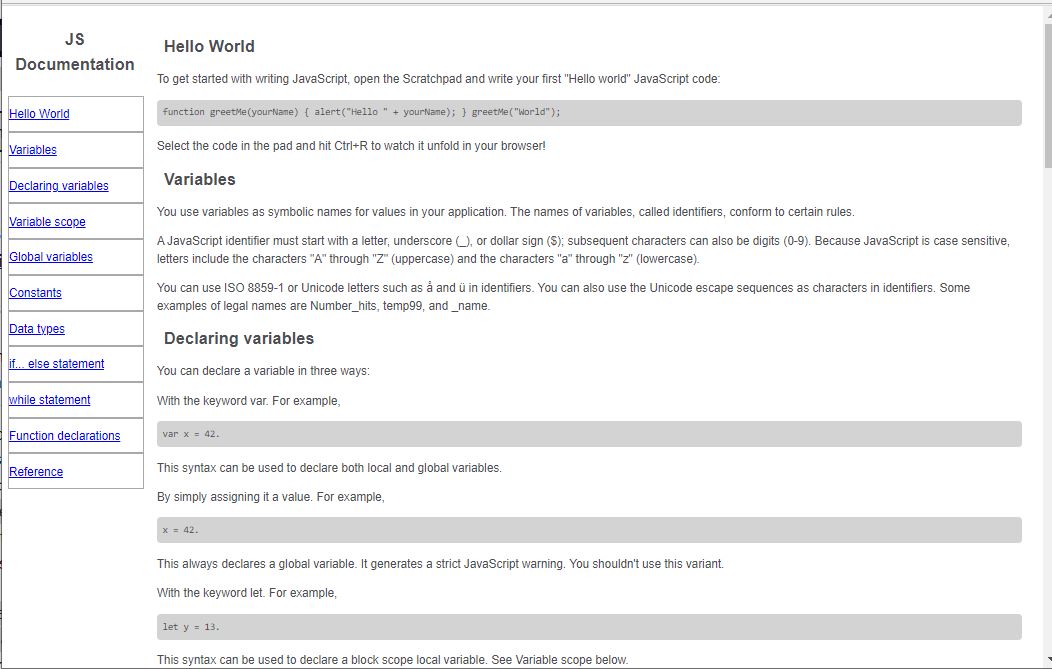 JS
Documentation
Hello World
Variables
Declaring variables
Variable scope
Global variables
Constants
Data types
if... else statement
while statement
Function declarations
Reference
Hello World
To get started with writing JavaScript, open the Scratchpad and write your first "Hello world" JavaScript code:
function greetMe(yourName) { alert("Hello " + yourName); } greetMe("World");
Select the code in the pad and hit Ctrl+R to watch it unfold in your browser!
Variables
You use variables as symbolic names for values in your application. The names of variables, called identifiers, conform to certain rules.
A JavaScript identifier must start with a letter, underscore (_), or dollar sign ($); subsequent characters can also be digits (0-9). Because JavaScript is case sensitive,
letters include the characters "A" through "Z" (uppercase) and the characters "a" through "z" (lowercase).
You can use ISO 8859-1 or Unicode letters such as å and ü in identifiers. You can also use the Unicode escape sequences as characters in identifiers. Some
examples of legal names are Number_hits, temp99, and _name.
Declaring variables
You can declare a variable in three ways:
With the keyword var. For example,
var x = 42.
This syntax can be used to declare both local and global variables.
By simply assigning it a value. For example,
x = 42.
This always declares a global variable. It generates a strict JavaScript warning. You shouldn't use this variant.
With the keyword let. For example,
let y = 13.
This syntax can be used to declare a block scope local variable. See Variable scope below.